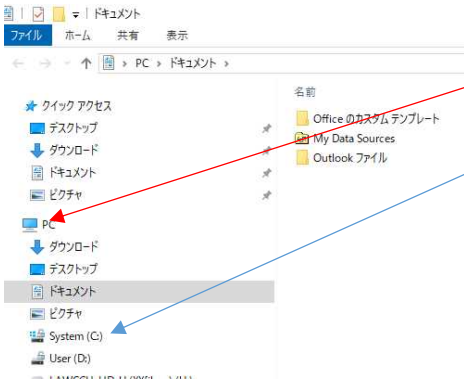 ドキュメント
ファイル ホーム 共有 表示
PC › ドキュメント ›
クイック アクセス
デスクトップ
ダウンロード
ドキュメント
ピクチャ
PC
ダウンロード
デスクトップ
ドキュメント
ピクチャ
System (C:)
User (D:)
名前
Office のカスタム テンプレート
My Data Sources
Outlook ファイル